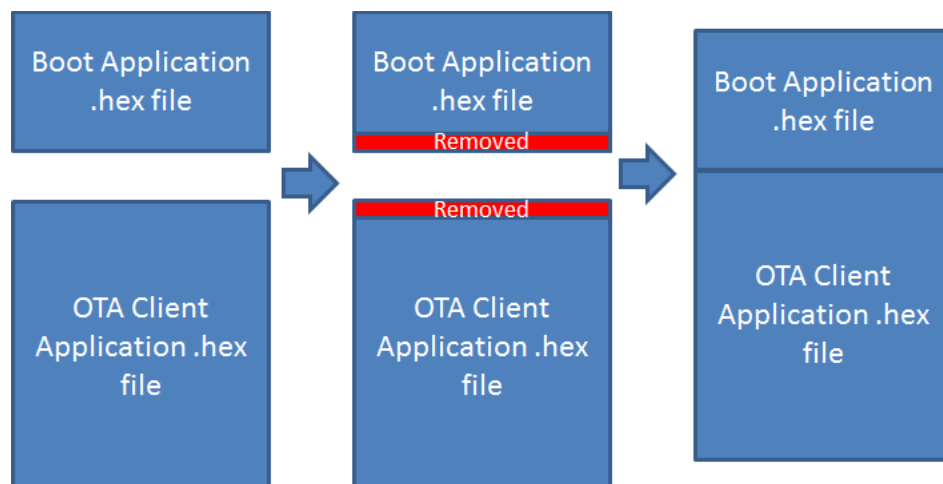 Boot Application
.hex file
OTA Client
Application .hex
file
Boot Application
.hex file
Removed
Removed
OTA Client
Application .hex
file
Boot Application
.hex file
OTA Client
Application .hex
file